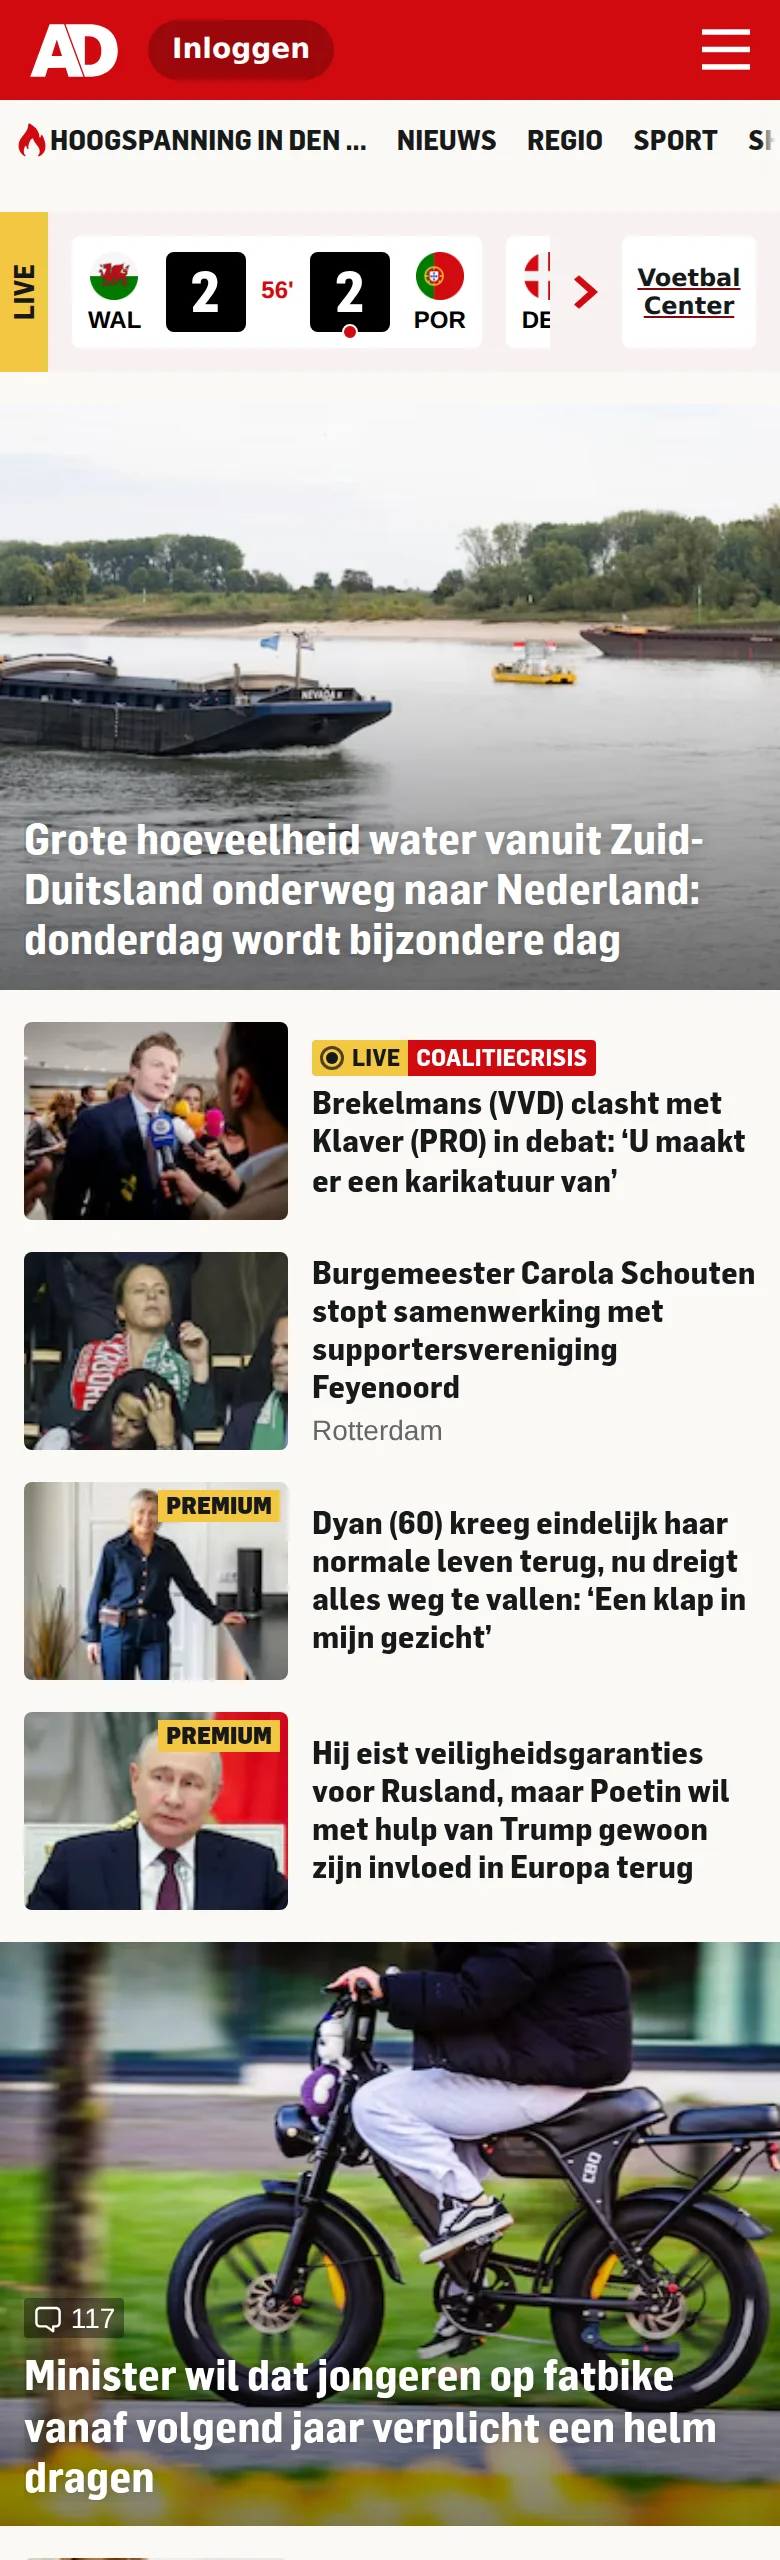 AD
Inloggen
HOOGSPANNING IN DEN ...
NIEUWS
REGIO
SPORT
LIVE
WAL
2
56'
2
POR
Voetbal
Center
NEVADA
Grote hoeveelheid water vanuit Zuid-
Duitsland onderweg naar Nederland:
donderdag wordt bijzondere dag
LIVE COALITIECRISIS
Brekelmans (VVD) clasht met
Klaver (PRO) in debat: ‘U maakt
er een karikatuur van’
Burgemeester Carola Schouten
stopt samenwerking met
supportersvereniging
Feyenoord
Rotterdam
PREMIUM
Dyan (60) kreeg eindelijk haar
normale leven terug, nu dreigt
alles weg te vallen: ‘Een klap in
mijn gezicht’
PREMIUM
Hij eist veiligheidsgaranties
voor Rusland, maar Poetin wil
met hulp van Trump gewoon
zijn invloed in Europa terug
117
Minister wil dat jongeren op fatbike
vanaf volgend jaar verplicht een helm
dragen